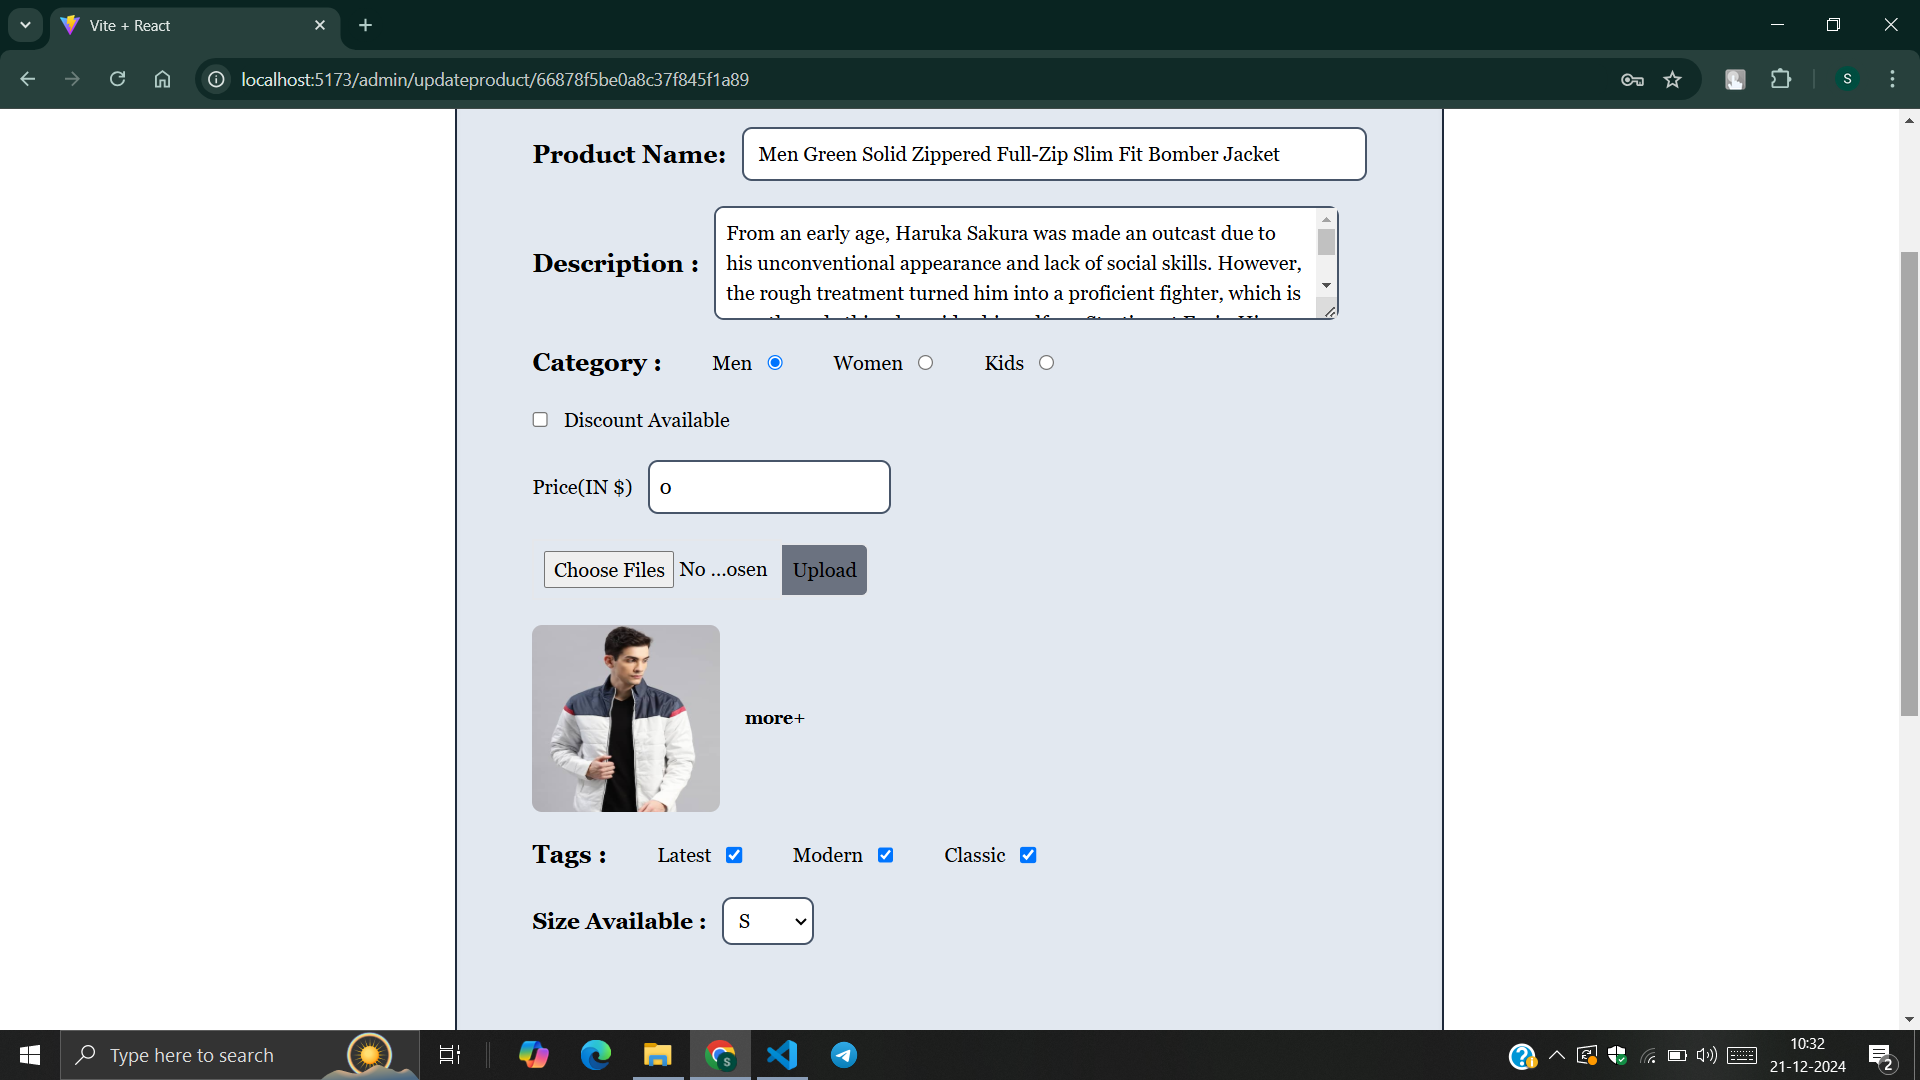 Vite + React
localhost:5173/admin/updateproduct/66878f5be0a8c37f845f1a89
S
Product Name: Men Green Solid Zippered Full-Zip Slim Fit Bomber Jacket
Description :
From an early age, Haruka Sakura was made an outcast due to
his unconventional appearance and lack of social skills. However,
the rough treatment turned him into a proficient fighter, which is
Category : Men Women Kids
Discount Available
Price(IN $) 0
Choose Files No ...osen Upload
more+
Tags : Latest Modern Classic
Size Available : S
Type here to search
S
10:32
21-12-2024
2